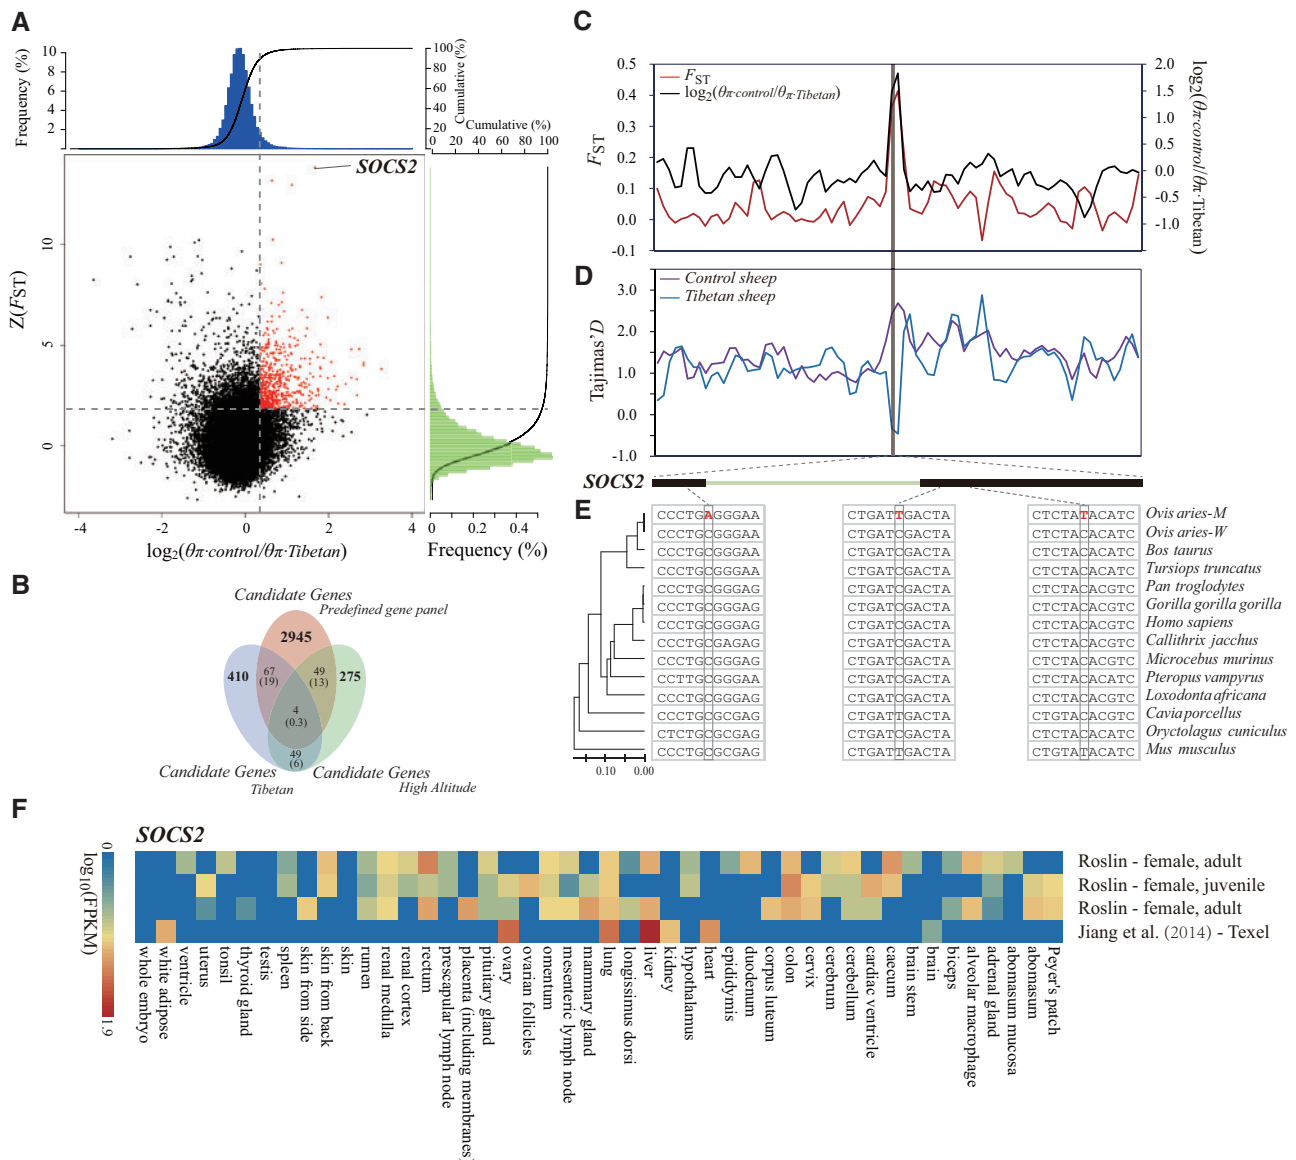 A
Frequency (%)
10
8
6
4
2
100
80
60
40
20
0
Cumulative (%)
Cumulative (%)
0 20 40 60 80 100
SOCS2
Z(FST)
10
5
0
-4 -2 0 2 4
log2(θπ·control/θπ·Tibetan)
0 0.2 0.4
Frequency (%)
B
Candidate Genes
Predefined gene panel
2945
410
67
(19)
49
(13)
275
4
(0.3)
49
(6)
Candidate Genes
Tibetan
Candidate Genes
High Altitude
C
FST
log2(θπ·control/θπ·Tibetan)
FST
0.5
0.4
0.3
0.2
0.1
0.0
-0.1
2.0
1.5
1.0
0.5
0.0
-0.5
-1.0
log2(θπ·control/θπ·Tibetan)
D
Control sheep
Tibetan sheep
Tajimas'D
3.0
2.0
1.0
0.0
-1.0
SOCS2
E
CCCTGAGGGAA CTGATTGACTA CTCTATACATC Ovis aries-M
CCCTGCGGGAA CTGATCGACTA CTCTACACATC Ovis aries-W
CCCTGCGGGAA CTGATCGACTA CTCTACACATC Bos taurus
CCCTGCGGGAA CTGATCGACTA CTCTACACATC Tursiops truncatus
CCCTGCGGGAG CTGATCGACTA CTCTACACGTC Pan troglodytes
CCCTGCGGGAG CTGATCGACTA CTCTACACGTC Gorilla gorilla gorilla
CCCTGCGGGAG CTGATCGACTA CTCTACACGTC Homo sapiens
CCCTGCGAGAG CTGATCGACTA CTCTACACGTC Callithrix jacchus
CCCTGCGGGAG CTGATCGACTA CTCTACACGTC Microcebus murinus
CCTTGCGGGAA CTGATCGACTA CTCTACACGTC Pteropus vampyrus
CCCTGCGGGAG CTGATCGACTA CTCTACACATC Loxodonta africana
CCCTGCGCGAG CTGATTGACTA CTGTACACGTC Cavia porcellus
CTCTGCGCGAG CTGATCGACTA CTCTACACATC Oryctolagus cuniculus
CCCTGCGCGAG CTGATTGACTA CTGTATACATC Mus musculus
0.10 0.00
F
SOCS2
0
1.9
log10(FPKM)
Roslin - female, adult
Roslin - female, juvenile
Roslin - female, adult
Jiang et al. (2014) - Texel
whole embryo
white adipose
ventricle
uterus
tonsil
thyroid gland
testis
spleen
skin from side
skin from back
skin
rumen
renal medulla
renal cortex
rectum
prescapular lymph node
placenta (including membranes)
pituitary gland
ovary
ovarian follicles
omentum
mesenteric lymph node
mammary gland
lung
longissimus dorsi
liver
kidney
hypothalamus
heart
epididymis
duodenum
corpus luteum
colon
cervix
cerebrum
cerebellum
cardiac ventricle
caecum
brain stem
brain
biceps
alveolar macrophage
adrenal gland
abomasum mucosa
abomasum
Peyer's patch